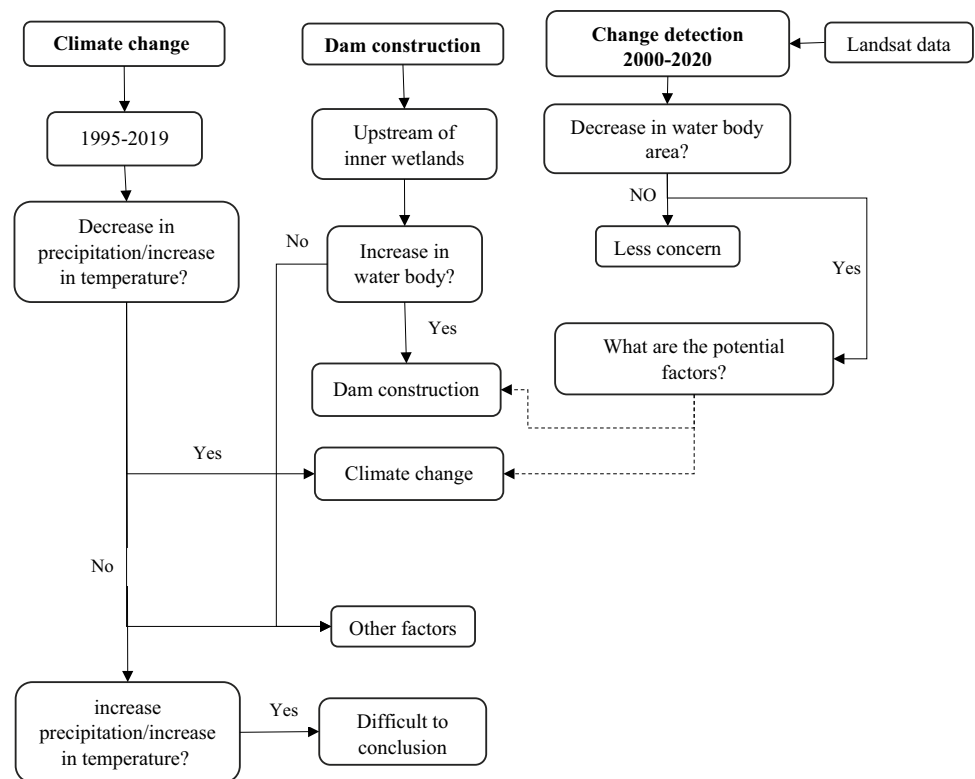 Climate change
1995-2019
Decrease in
precipitation/increase
in temperature?
Yes
No
increase
precipitation/increase
in temperature?
Yes
Difficult to
conclusion
Dam construction
Upstream of
inner wetlands
No
Increase in
water body?
Yes
Dam construction
Climate change
Other factors
Change detection
2000-2020
Landsat data
Decrease in water body
area?
NO
Less concern
Yes
What are the potential
factors?